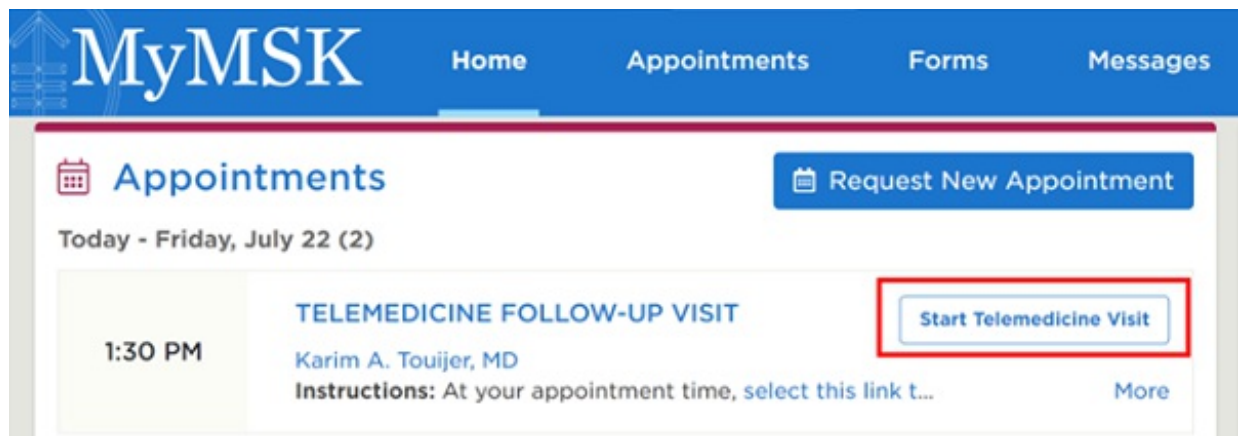 MyMSK Home Appointments Forms Messages
Appointments
Request New Appointment
Today - Friday, July 22 (2)
TELEMEDICINE FOLLOW-UP VISIT
Start Telemedicine Visit
1:30 PM
Karim A. Touijer, MD
Instructions: At your appointment time, select this link t...
More